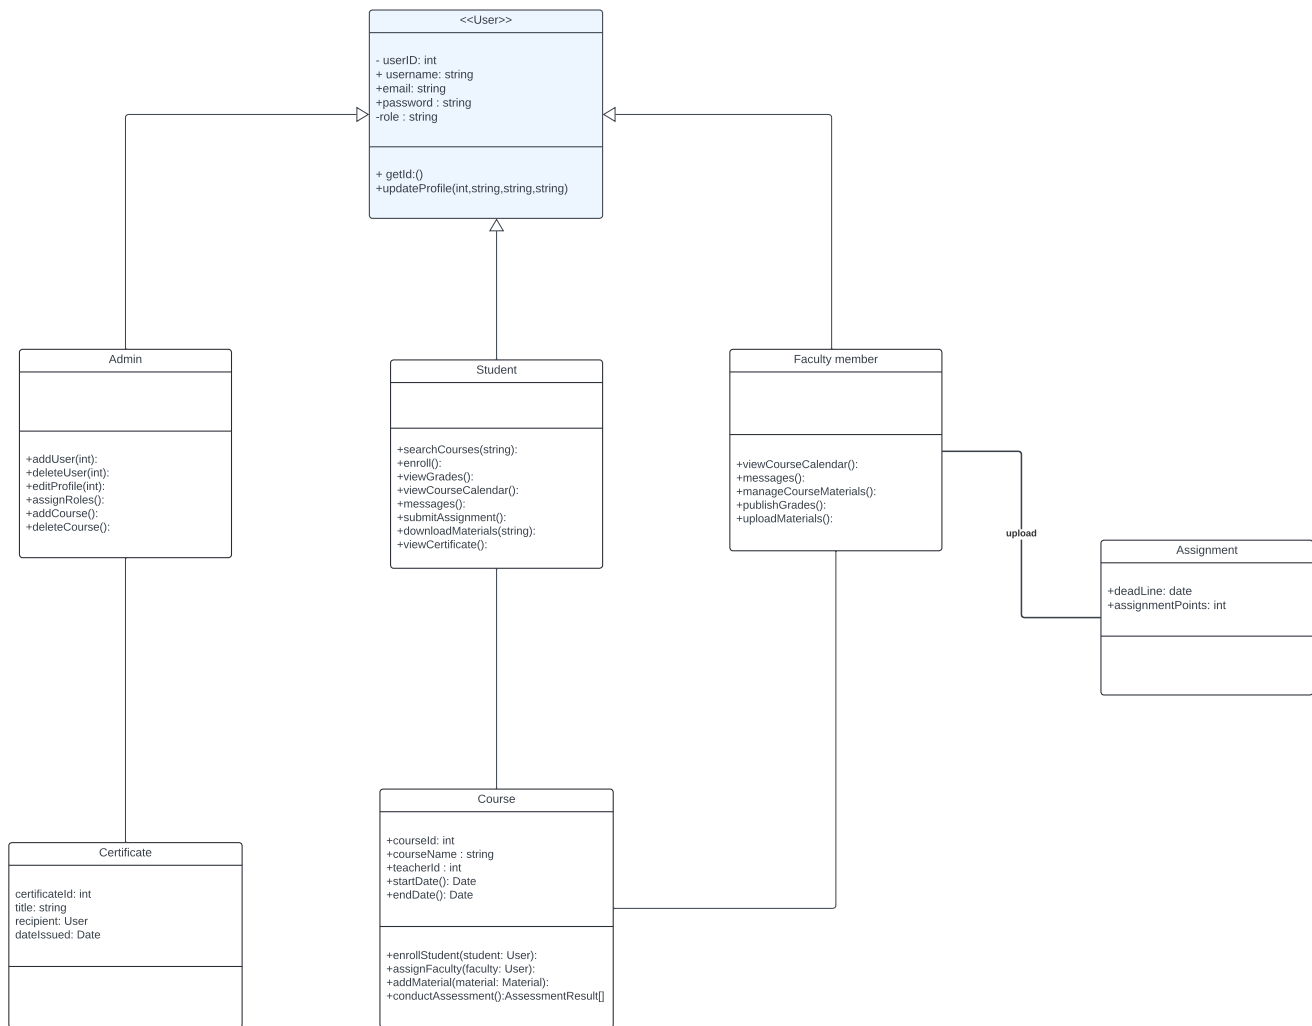 <<User>>
- userID: int
+ username: string
+email: string
+password : string
-role : string
+ getId:()
+updateProfile(int,string,string,string)
Admin
+addUser(int):
+deleteUser(int):
+editProfile(int):
+assignRoles():
+addCourse():
+deleteCourse():
Student
+searchCourses(string):
+enroll():
+viewGrades():
+viewCourseCalendar():
+messages():
+submitAssignment():
+downloadMaterials(string):
+viewCertificate():
Faculty member
+viewCourseCalendar():
+messages():
+manageCourseMaterials():
+publishGrades():
+uploadMaterials():
upload
Assignment
+deadLine: date
+assignmentPoints: int
Certificate
certificateId: int
title: string
recipient: User
dateIssued: Date
Course
+courseId: int
+courseName : string
+teacherId : int
+startDate(): Date
+endDate(): Date
+enrollStudent(student: User):
+assignFaculty(faculty: User):
+addMaterial(material: Material):
+conductAssessment():AssessmentResult[]